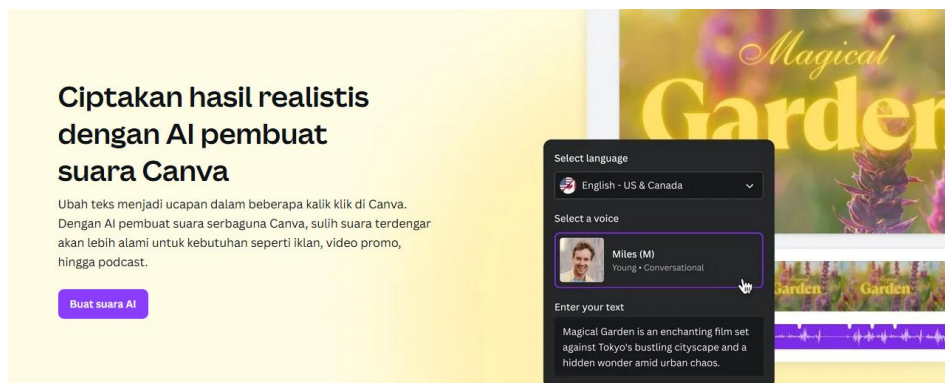 Ciptakan hasil realistis
dengan AI pembuat
suara Canva
Ubah teks menjadi ucapan dalam beberapa kalik klik di Canva.
Dengan AI pembuat suara serbaguna Canva, sulih suara terdengar
akan lebih alami untuk kebutuhan seperti iklan, video promo,
hingga podcast.
Buat suara AI
Magical
Garden
Select language
English - US & Canada
Select a voice
Miles (M)
Young • Conversational
Enter your text
Magical Garden is an enchanting film set
against Tokyo's bustling cityscape and a
hidden wonder amid urban chaos.
Garden
Garden